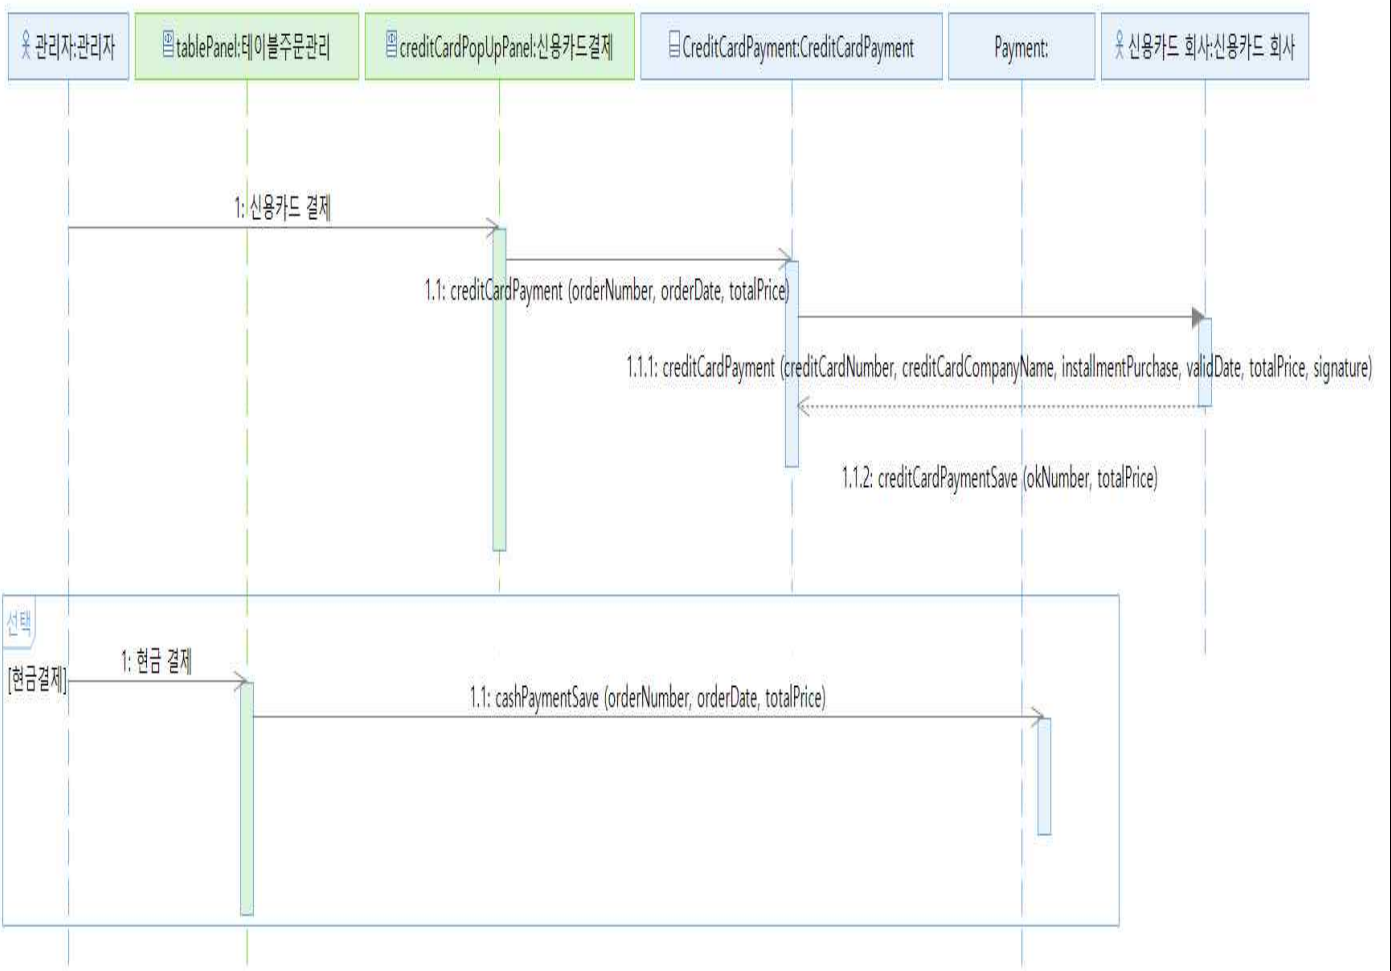 관리자:관리자
tablePanel:테이블주문관리
creditCardPopUpPanel:신용카드결제
CreditCardPayment:CreditCardPayment
Payment:
신용카드 회사:신용카드 회사
1: 신용카드 결제
1.1: creditCardPayment (orderNumber, orderDate, totalPrice)
1.1.1: creditCardPayment (creditCardNumber, creditCardCompanyName, installmentPurchase, validDate, totalPrice, signature)
1.1.2: creditCardPaymentSave (okNumber, totalPrice)
선택
[현금결제]
1: 현금 결제
1.1: cashPaymentSave (orderNumber, orderDate, totalPrice)